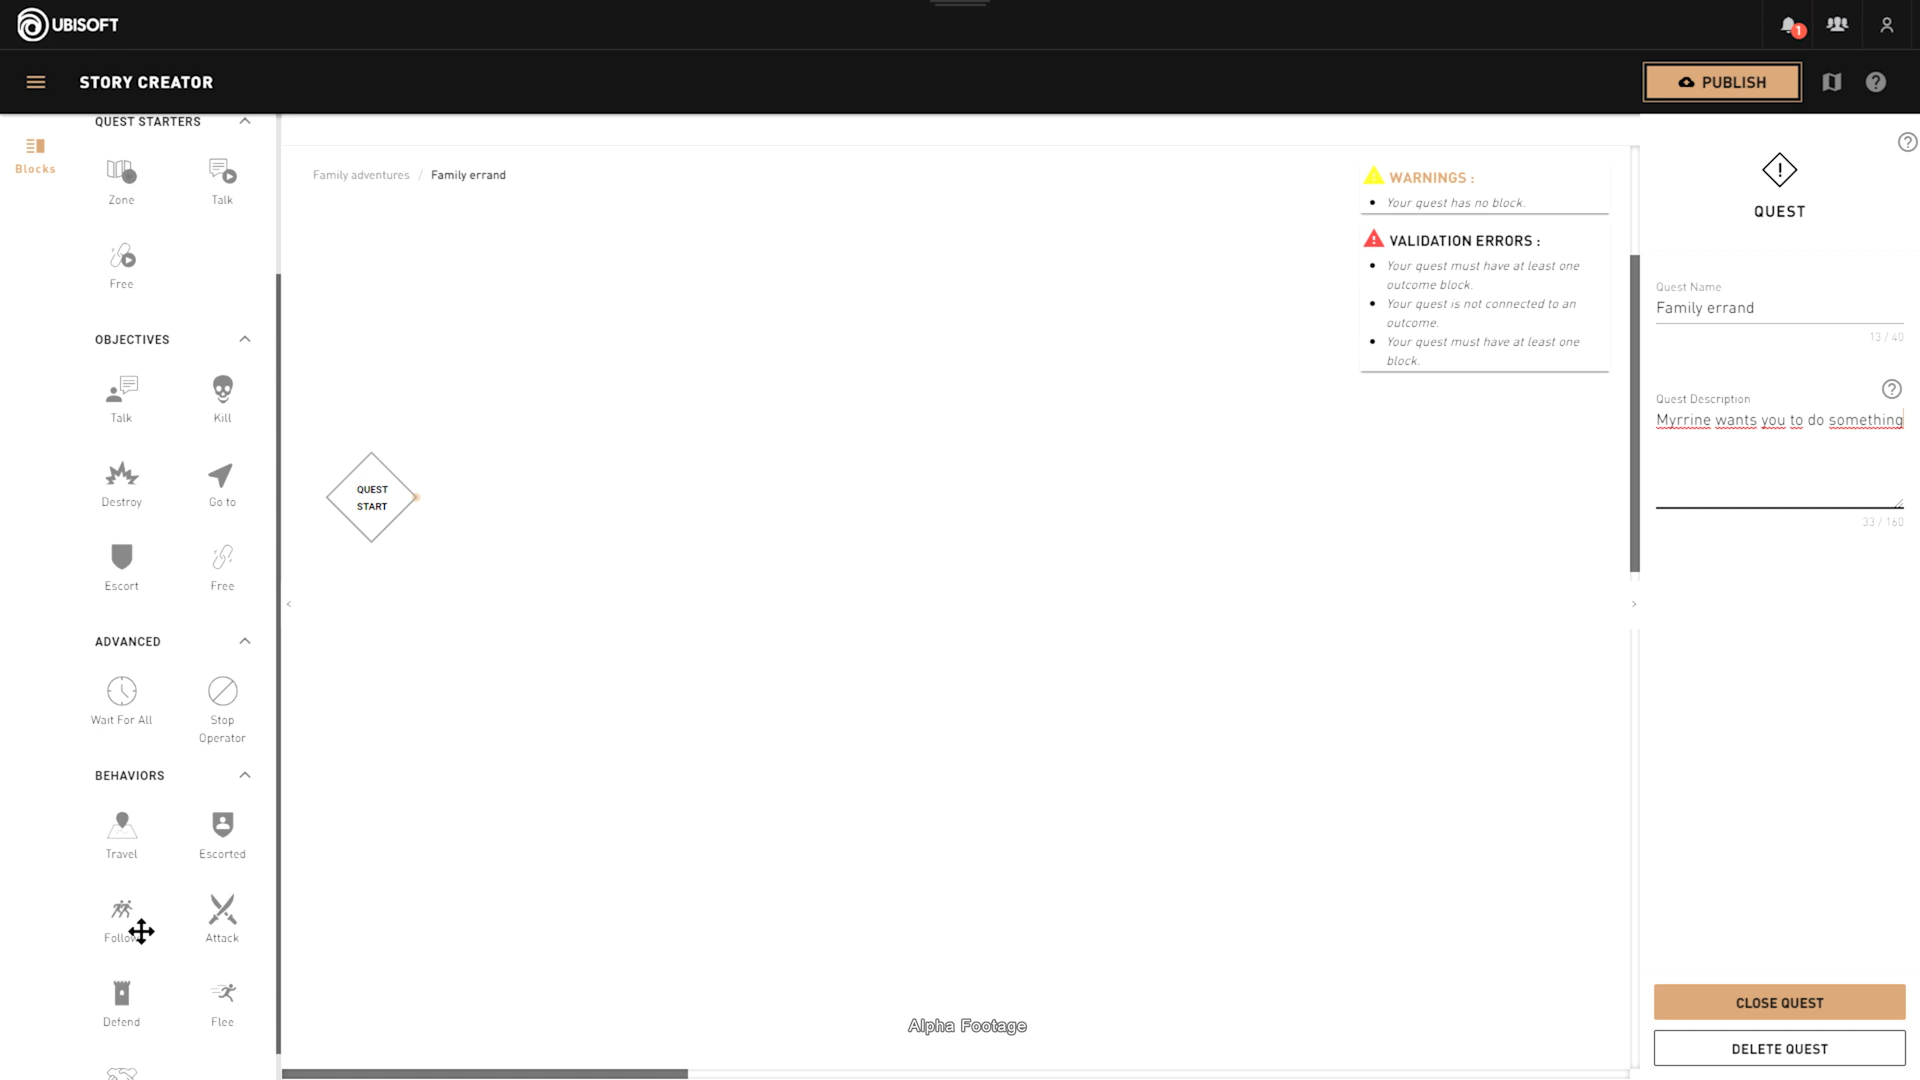 UBISOFT
1
STORY CREATOR
PUBLISH
Blocks
QUEST STARTERS
Zone
Talk
Free
OBJECTIVES
Talk
Kill
Destroy
Go to
Escort
Free
ADVANCED
Wait For All
Stop
Operator
BEHAVIORS
Travel
Escorted
Follow
Attack
Defend
Flee
Family adventures / Family errand
WARNINGS :
Your quest has no block.
VALIDATION ERRORS :
Your quest must have at least one
outcome block.
Your quest is not connected to an
outcome.
Your quest must have at least one
block.
QUEST
START
Alpha Footage
QUEST
Quest Name
Family errand
13 / 40
Quest Description
Myrrine wants you to do something
33 / 160
CLOSE QUEST
DELETE QUEST